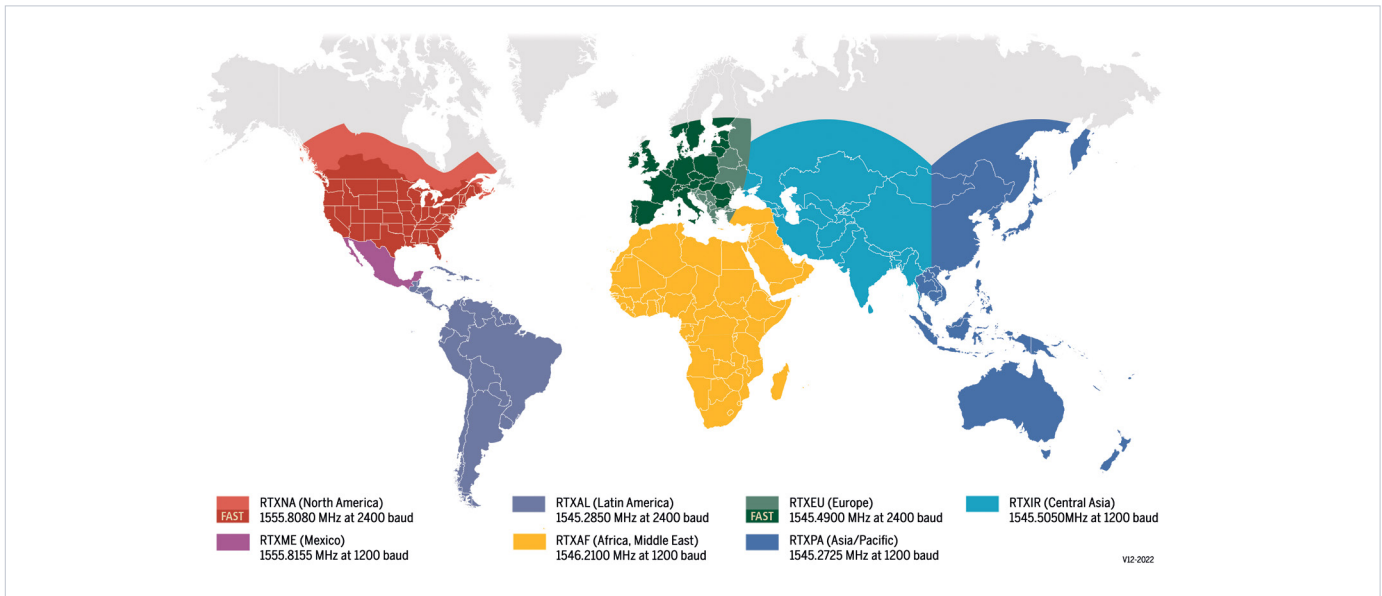 RTXNA (North America)
FAST 1555.8080 MHz at 2400 baud
RTXME (Mexico)
1555.8155 MHz at 1200 baud
RTXAL (Latin America)
1545.2850 MHz at 2400 baud
RTXAF (Africa, Middle East)
1546.2100 MHz at 1200 baud
RTXEU (Europe)
FAST 1545.4900 MHz at 2400 baud
RTXPA (Asia/Pacific)
1545.2725 MHz at 1200 baud
RTXIR (Central Asia)
1545.5050MHz at 1200 baud
V12-2022